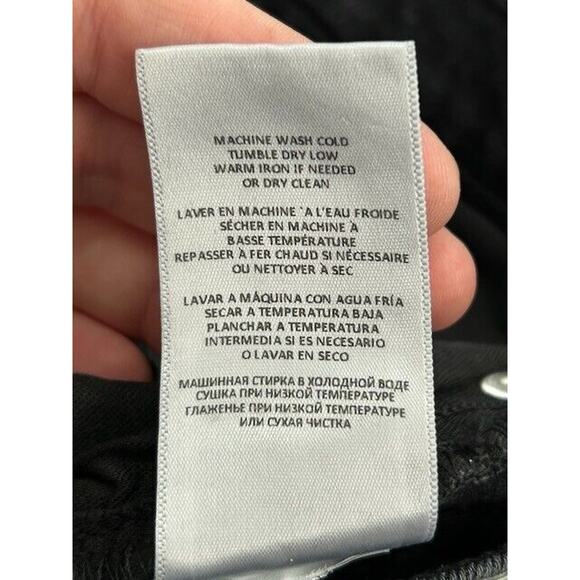 MACHINE WASH COLD
TUMBLE DRY LOW
WARM IRON IF NEEDED
OR DRY CLEAN
LAVER EN MACHINE `A L'EAU FROIDE
SÉCHER EN MACHINE À
BASSE TEMPÉRATURE
REPASSER À FER CHAUD SI NÉCESSAIRE
OU NETTOYER À SEC
LAVAR A MÁQUINA CON AGUA FRÍA
SECAR A TEMPERATURA BAJA
PLANCHAR A TEMPERATURA
INTERMEDIA SI ES NECESARIO
O LAVAR EN SECO
МАШИННАЯ СТИРКА В ХОЛОДНОЙ ВОДЕ
СУШКА ПРИ НИЗКОЙ ТЕМПЕРАТУРЕ
ГЛАЖЕНЬЕ ПРИ НИЗКОЙ ТЕМПЕРАТУРЕ
ИЛИ СУХАЯ ЧИСТКА